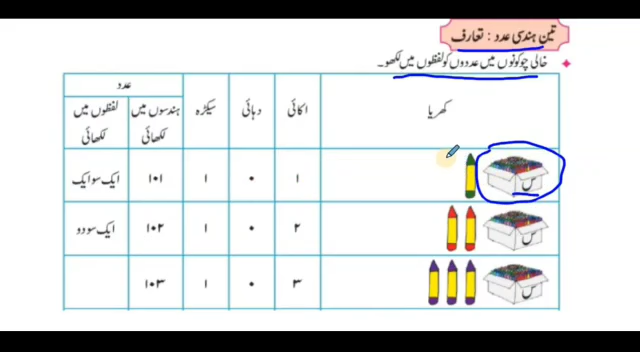 تین ہندسی عدد : تعارف
خالی چوکونوں میں عددوں کو لفظوں میں لکھو۔
کھریا اکائی دہائی سیکڑہ عدد
ہندسوں میں لکھائی لفظوں میں لکھائی
س ۱ ۰ ۱ ۱۰۱ ایک سو ایک
س ۲ ۰ ۱ ۱۰۲ ایک سو دو
س ۳ ۰ ۱ ۱۰۳